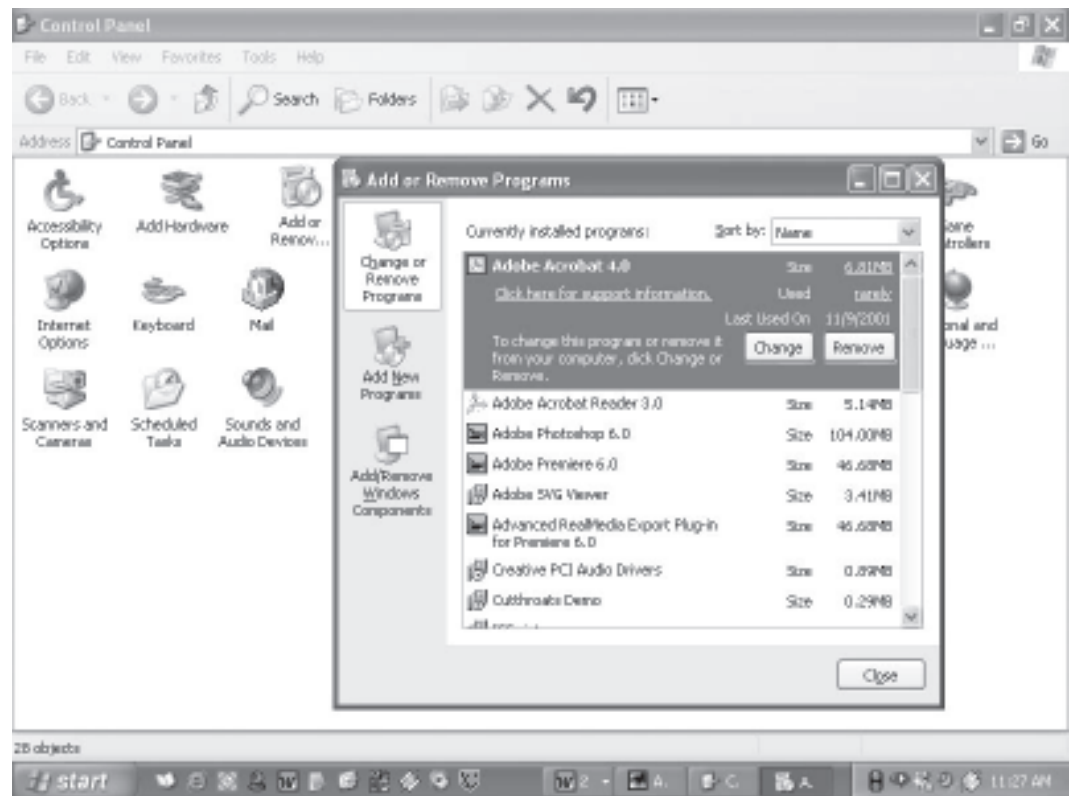 Control Panel
File Edit View Favorites Tools Help
Back Search Folders
Address Control Panel Go
Accessibility Options
Add Hardware
Add or Remov...
Internet Options
Keyboard
Mail
Scanners and Cameras
Scheduled Tasks
Sounds and Audio Devices
Add or Remove Programs
Change or Remove Programs
Add New Programs
Add/Remove Windows Components
Currently installed programs: Sort by: Name
Adobe Acrobat 4.0 Size 6.81MB
Click here for support information. Used rarely
Last Used On 11/9/2001
To change this program or remove it from your computer, click Change or Remove.
Change Remove
Adobe Acrobat Reader 3.0 Size 5.14MB
Adobe Photoshop 6.0 Size 104.00MB
Adobe Premiere 6.0 Size 46.68MB
Adobe SVG Viewer Size 3.41MB
Advanced RealMedia Export Plug-in for Premiere 6.0 Size 46.68MB
Creative PCI Audio Drivers Size 0.89MB
Cutthroats Demo Size 0.29MB
Close
28 objects
start W 2 A. C. A. 11:27 AM